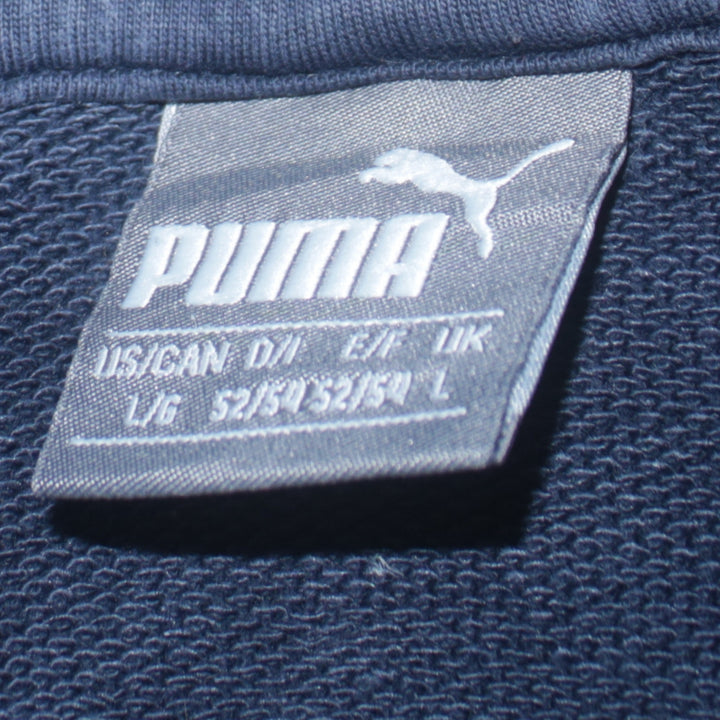 PUMA
US/CAN D/I E/F UK
L/G 52/54 52/54 L